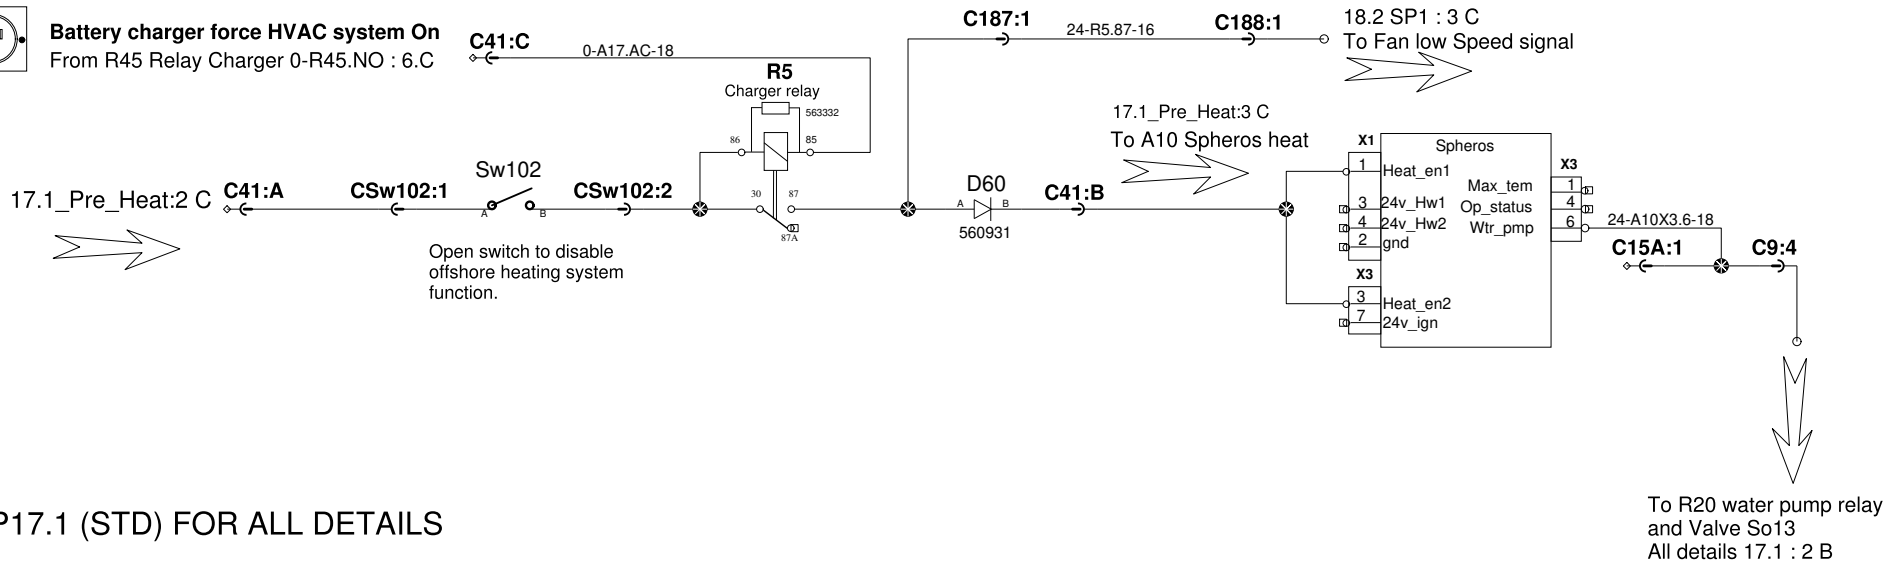 Battery charger force HVAC system On
From R45 Relay Charger 0-R45.NO : 6.C
C41:C
0-A17.AC-18
R5
Charger relay
563332
86
85
C187:1
24-R5.87-16
C188:1
18.2 SP1 : 3 C
To Fan low Speed signal
17.1_Pre_Heat:3 C
To A10 Spheros heat
17.1_Pre_Heat:2 C
C41:A
CSw102:1
Sw102
A
B
CSw102:2
30
87
87A
Open switch to disable
offshore heating system
function.
D60
A
B
560931
C41:B
X1
Spheros
1
Heat_en1
3
24v_Hw1
4
24v_Hw2
2
gnd
X3
3
Heat_en2
7
24v_ign
X3
Max_tem
1
Op_status
4
Wtr_pmp
6
24-A10X3.6-18
C15A:1
C9:4
To R20 water pump relay
and Valve So13
All details 17.1 : 2 B
P17.1 (STD) FOR ALL DETAILS